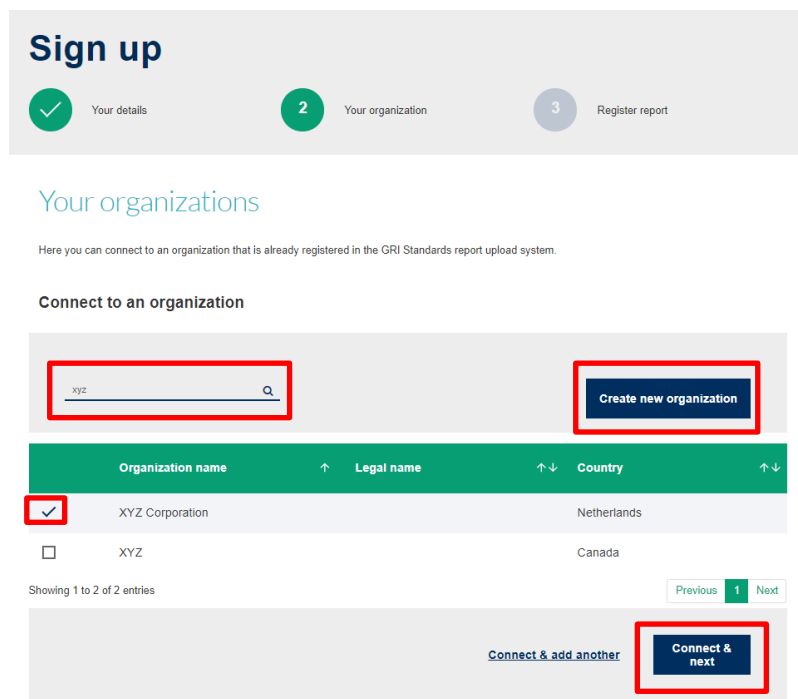 Sign up
Your details
2
Your organization
3
Register report
Your organizations
Here you can connect to an organization that is already registered in the GRI Standards report upload system.
Connect to an organization
xyz
Create new organization
Organization name Legal name Country
XYZ Corporation Netherlands
XYZ Canada
Showing 1 to 2 of 2 entries
Previous 1 Next
Connect & add another
Connect &
next